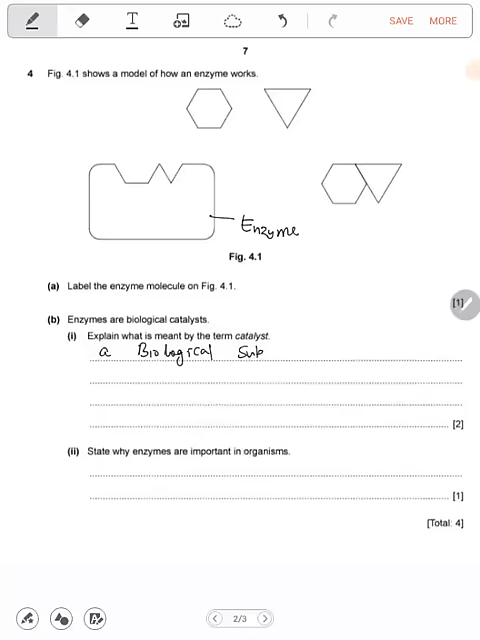 T
SAVE
MORE
7
4 Fig. 4.1 shows a model of how an enzyme works.
Enzyme
Fig. 4.1
(a) Label the enzyme molecule on Fig. 4.1.
[1]
(b) Enzymes are biological catalysts.
(i) Explain what is meant by the term catalyst.
a Biological Sub
[2]
(ii) State why enzymes are important in organisms.
[1]
[Total: 4]
2/3